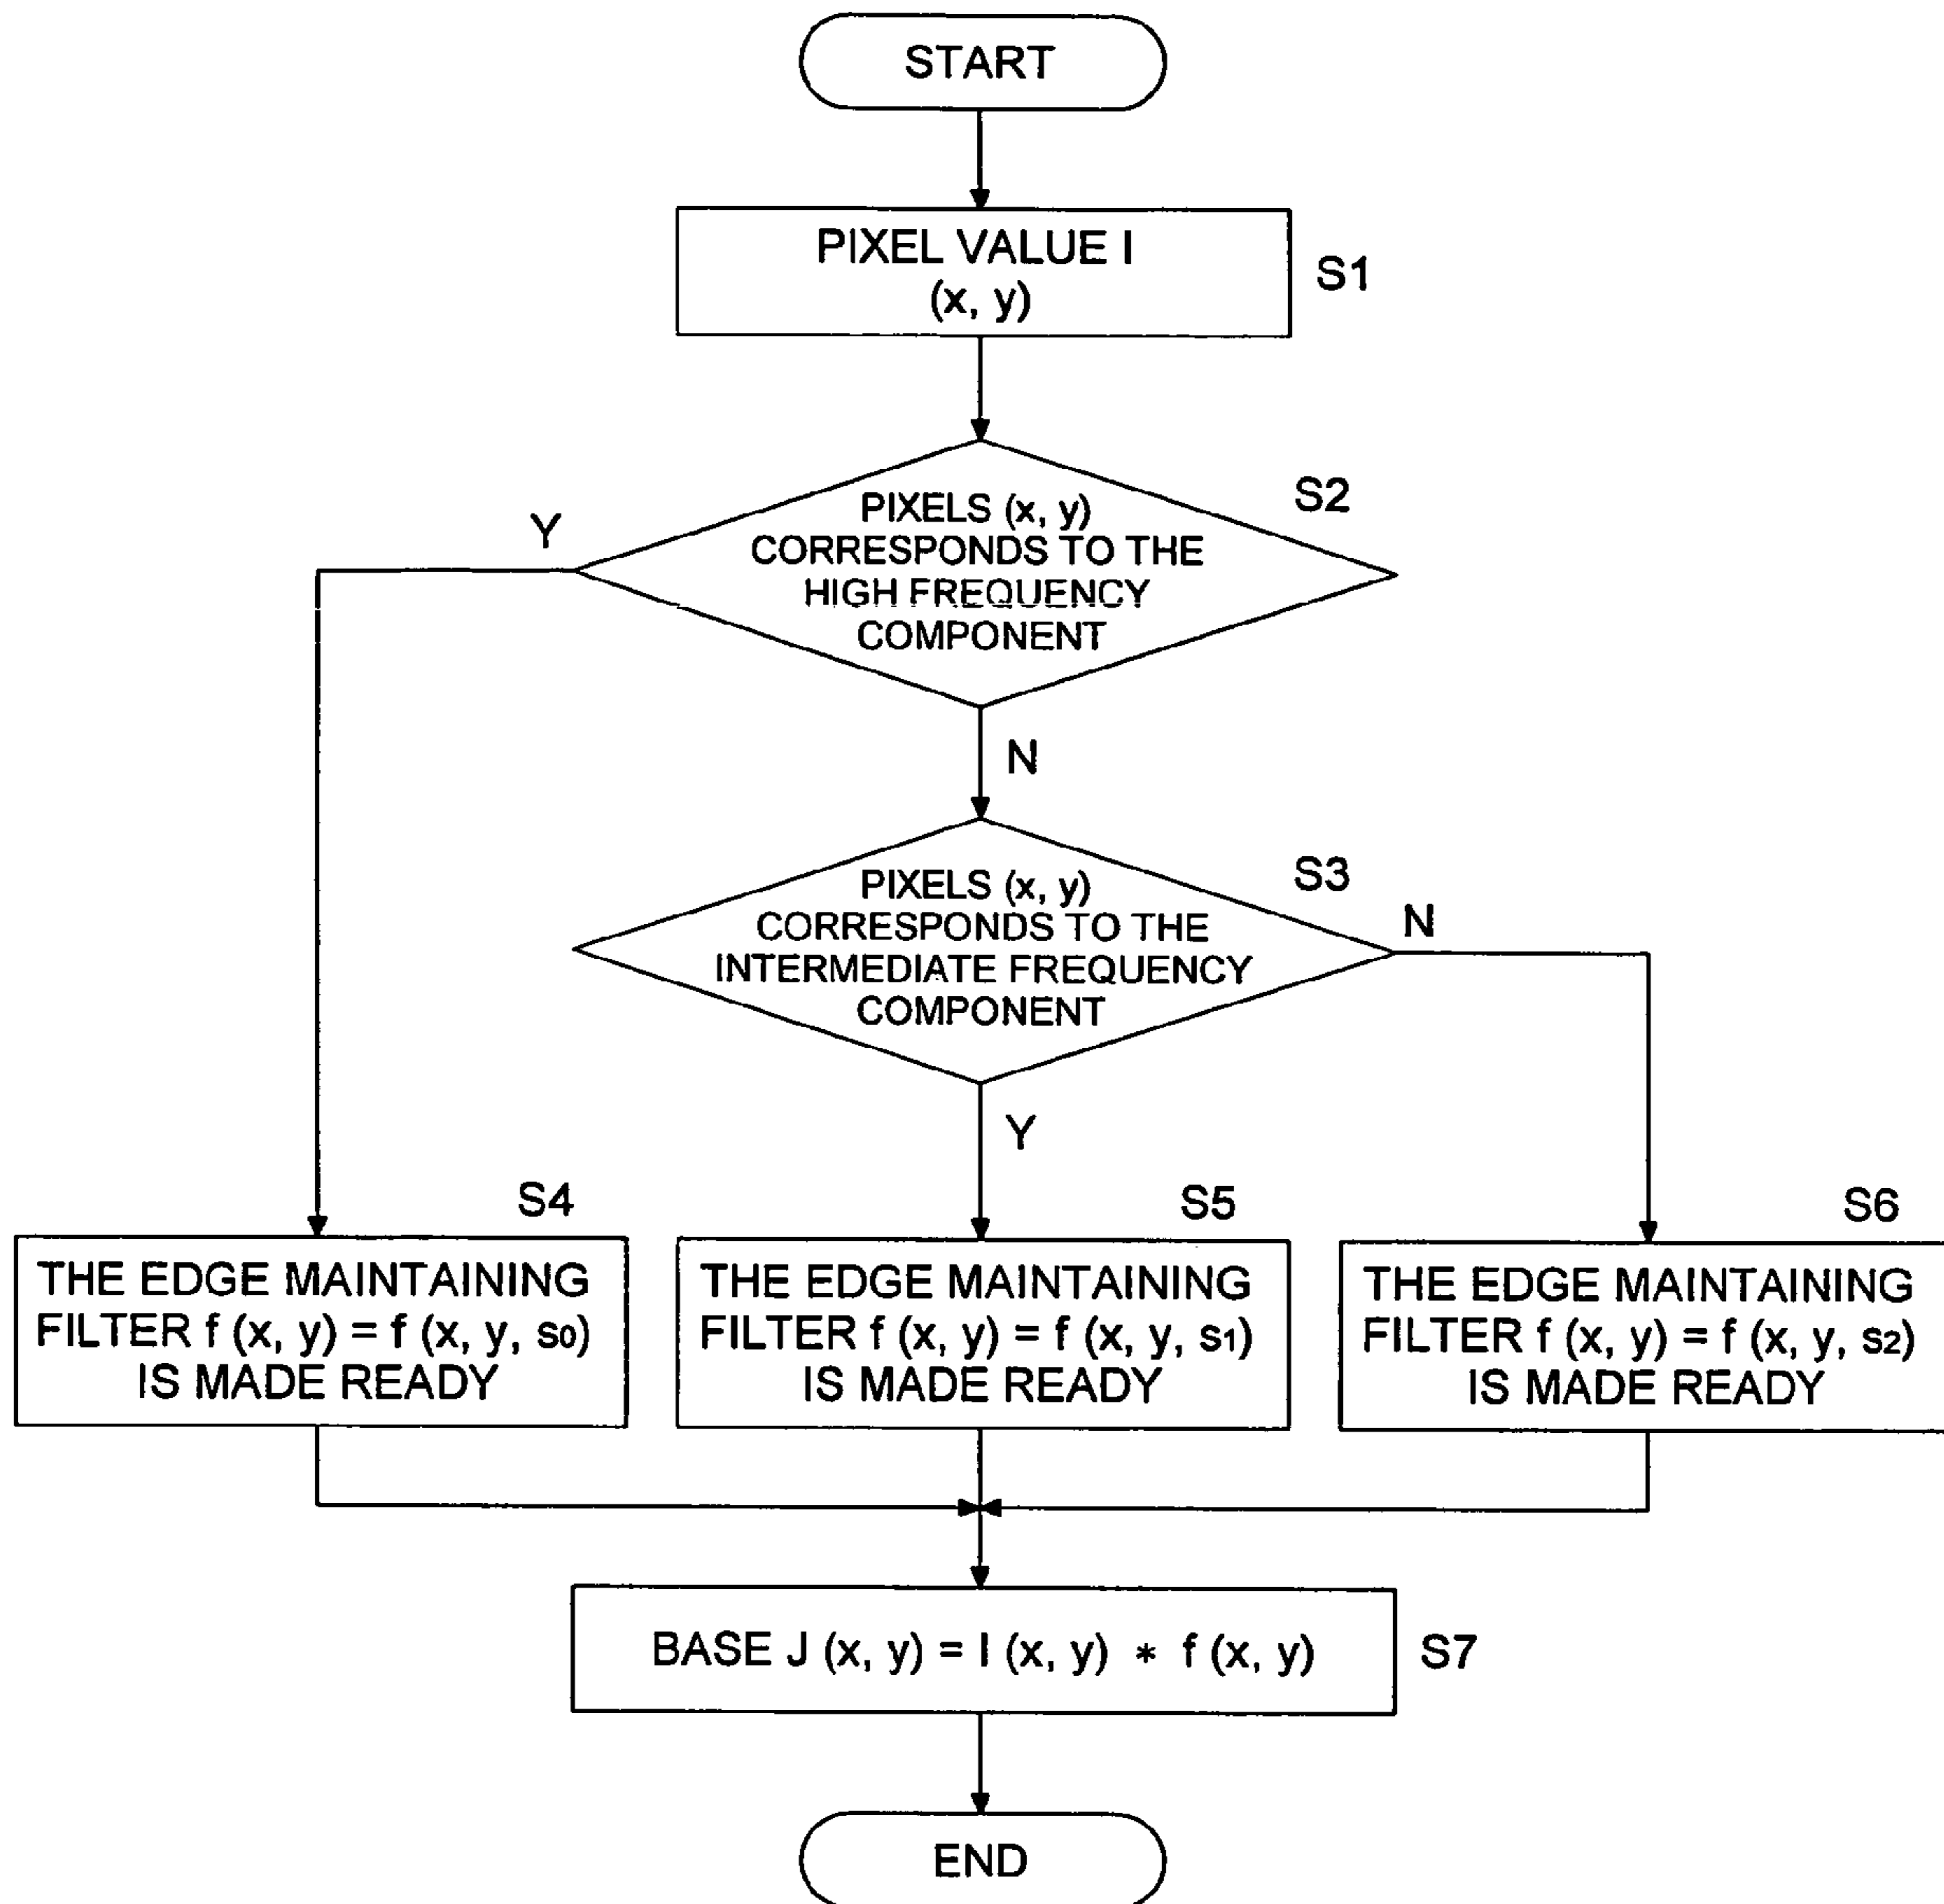 START
PIXEL VALUE I
(x, y)
S1
PIXELS (x, y)
CORRESPONDS TO THE
HIGH FREQUENCY
COMPONENT
S2
Y
N
PIXELS (x, y)
CORRESPONDS TO THE
INTERMEDIATE FREQUENCY
COMPONENT
S3
N
Y
S4
THE EDGE MAINTAINING
FILTER f (x, y) = f (x, y, s0)
IS MADE READY
S5
THE EDGE MAINTAINING
FILTER f (x, y) = f (x, y, s1)
IS MADE READY
S6
THE EDGE MAINTAINING
FILTER f (x, y) = f (x, y, s2)
IS MADE READY
BASE J (x, y) = I (x, y) * f (x, y)
S7
END